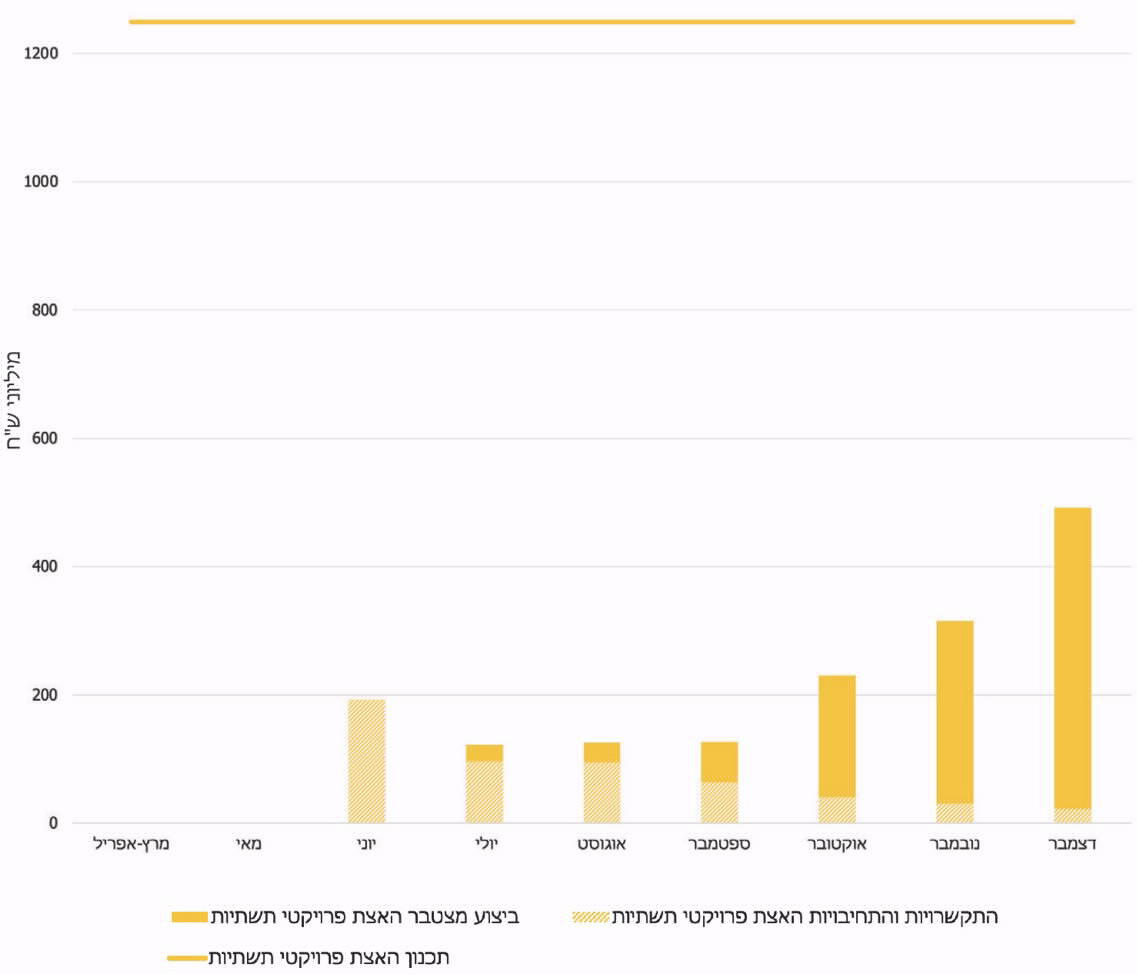 1200
1000
800
600
400
200
0
מיליוני ש"ח
מרץ-אפריל
מאי
יוני
יולי
אוגוסט
ספטמבר
אוקטובר
נובמבר
דצמבר
ביצוע מצטבר האצת פרויקטי תשתיות
התקשרויות והתחיבויות האצת פרויקטי תשתיות
תכנון האצת פרויקטי תשתיות